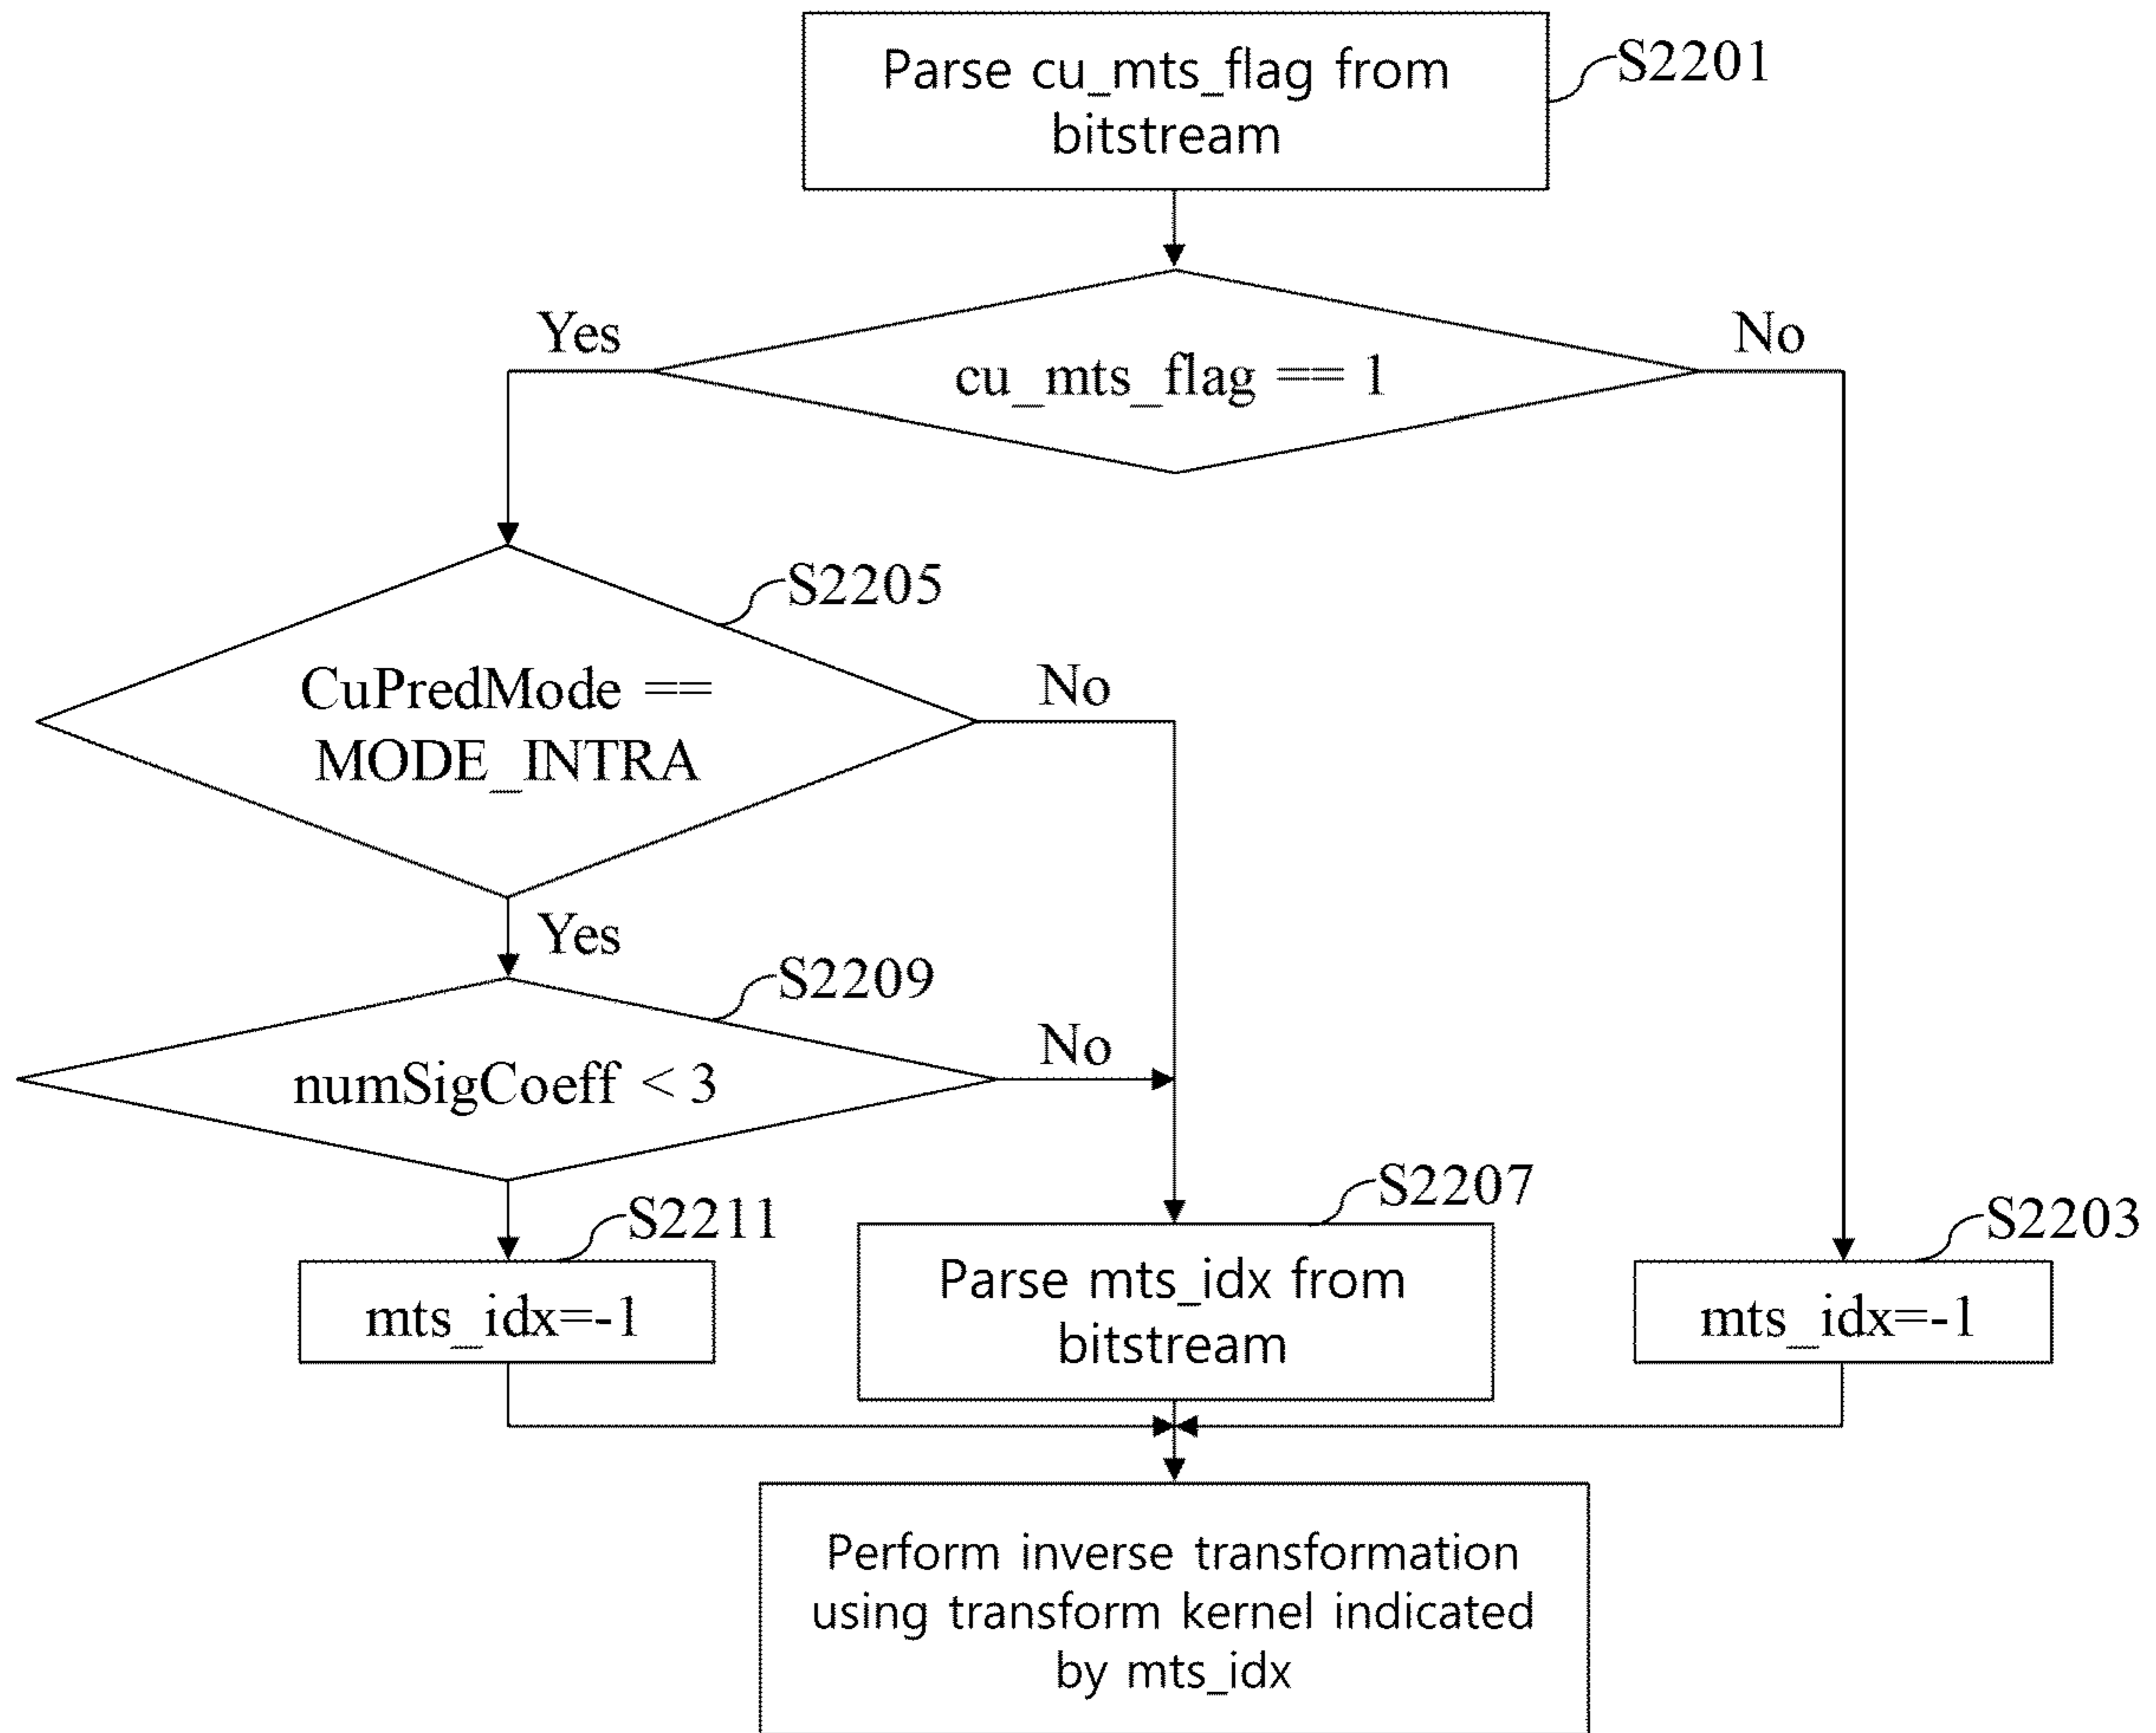 Parse cu_mts_flag from
bitstream
S2201
Yes
No
cu_mts_flag == 1
S2205
CuPredMode ==
MODE_INTRA
No
Yes
S2209
No
numSigCoeff < 3
S2207
S2211
S2203
mts_idx=-1
Parse mts_idx from
bitstream
mts_idx=-1
Perform inverse transformation
using transform kernel indicated
by mts_idx